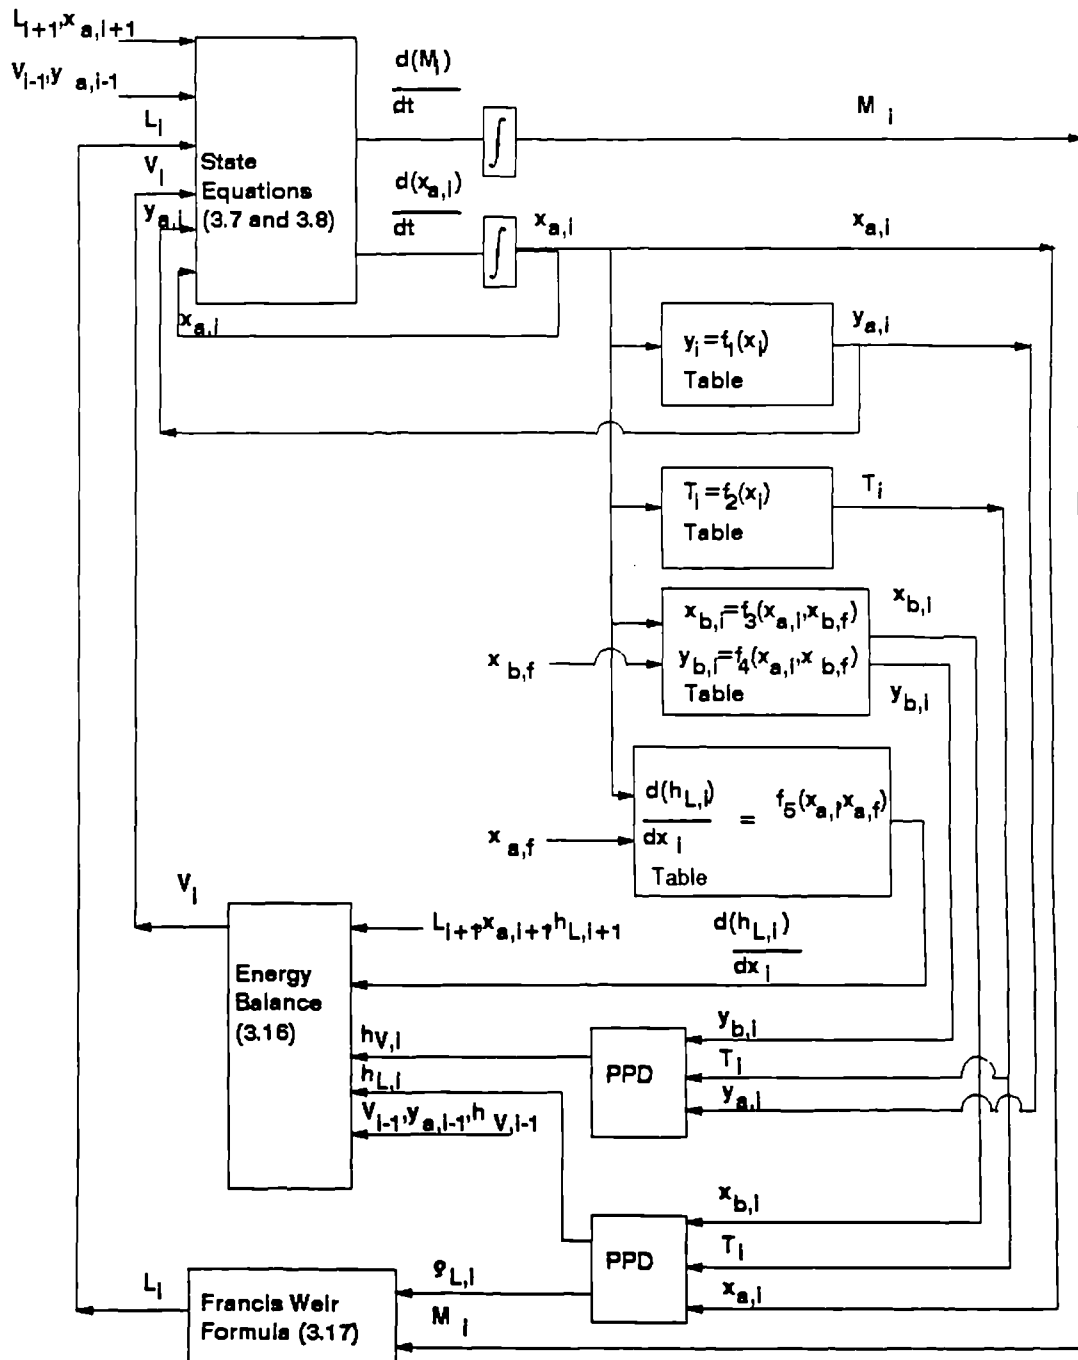 L_{i+1}, x_{a,i+1}
V_{i-1}, y_{a,i-1}
L_i
V_i
y_{a,i}
x_{a,i}
State
Equations
(3.7 and 3.8)
d(M_i)
dt
∫
M_i
d(x_{a,i})
dt
∫
x_{a,i}
x_{a,i}
y_i = f_1(x_i)
Table
y_{a,i}
T_i = f_2(x_i)
Table
T_i
x_{b,f}
x_{b,i} = f_3(x_{a,i}, x_{b,f})
y_{b,i} = f_4(x_{a,i}, x_{b,f})
Table
x_{b,i}
y_{b,i}
x_{a,f}
d(h_{L,i}) = f_5(x_{a,i}, x_{a,f})
dx_i
Table
V_i
Energy
Balance
(3.16)
L_{i+1}, x_{a,i+1}, h_{L,i+1}
d(h_{L,i})
dx_i
h_{V,i}
h_{L,i}
V_{i-1}, y_{a,i-1}, h_{V,i-1}
PPD
y_{b,i}
T_i
y_{a,i}
PPD
x_{b,i}
T_i
x_{a,i}
L_i
Francis Weir
Formula (3.17)
ρ_{L,i}
M_i